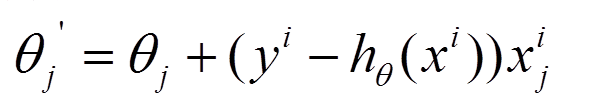 θ_j' = θ_j + (y^i − h_θ(x^i))x_j^i